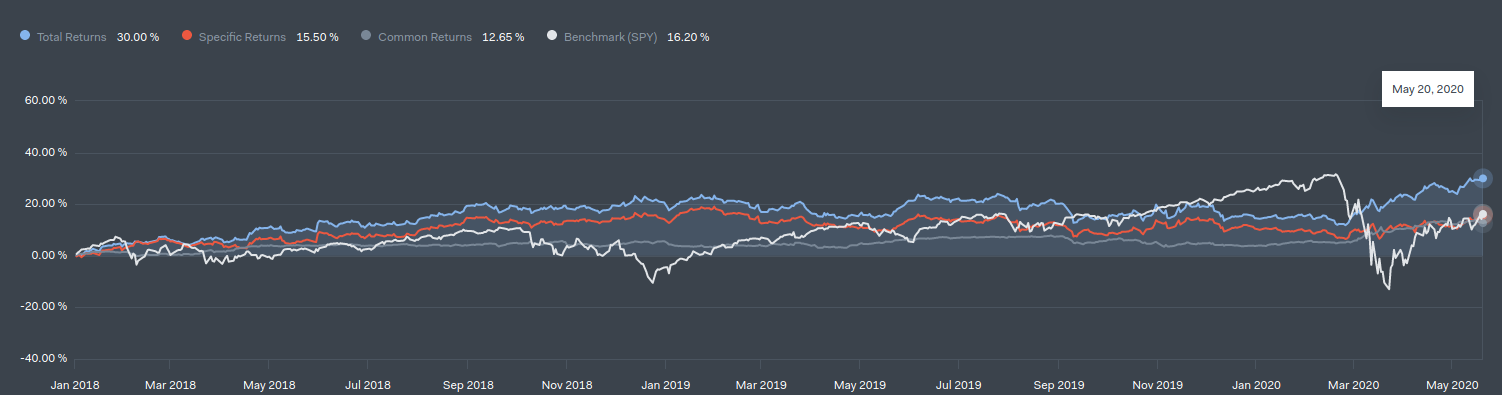 Total Returns 30.00 % Specific Returns 15.50 % Common Returns 12.65 % Benchmark (SPY) 16.20 %
May 20, 2020
60.00 %
40.00 %
20.00 %
0.00 %
-20.00 %
-40.00 %
Jan 2018 Mar 2018 May 2018 Jul 2018 Sep 2018 Nov 2018 Jan 2019 Mar 2019 May 2019 Jul 2019 Sep 2019 Nov 2019 Jan 2020 Mar 2020 May 2020